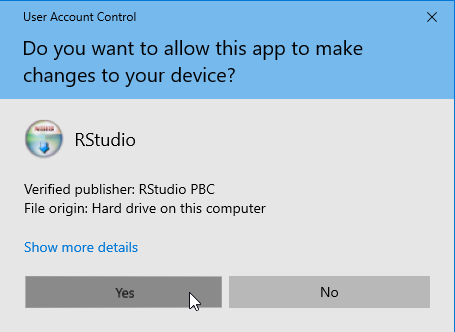 User Account Control
Do you want to allow this app to make
changes to your device?
RStudio
Verified publisher: RStudio PBC
File origin: Hard drive on this computer
Show more details
Yes
No